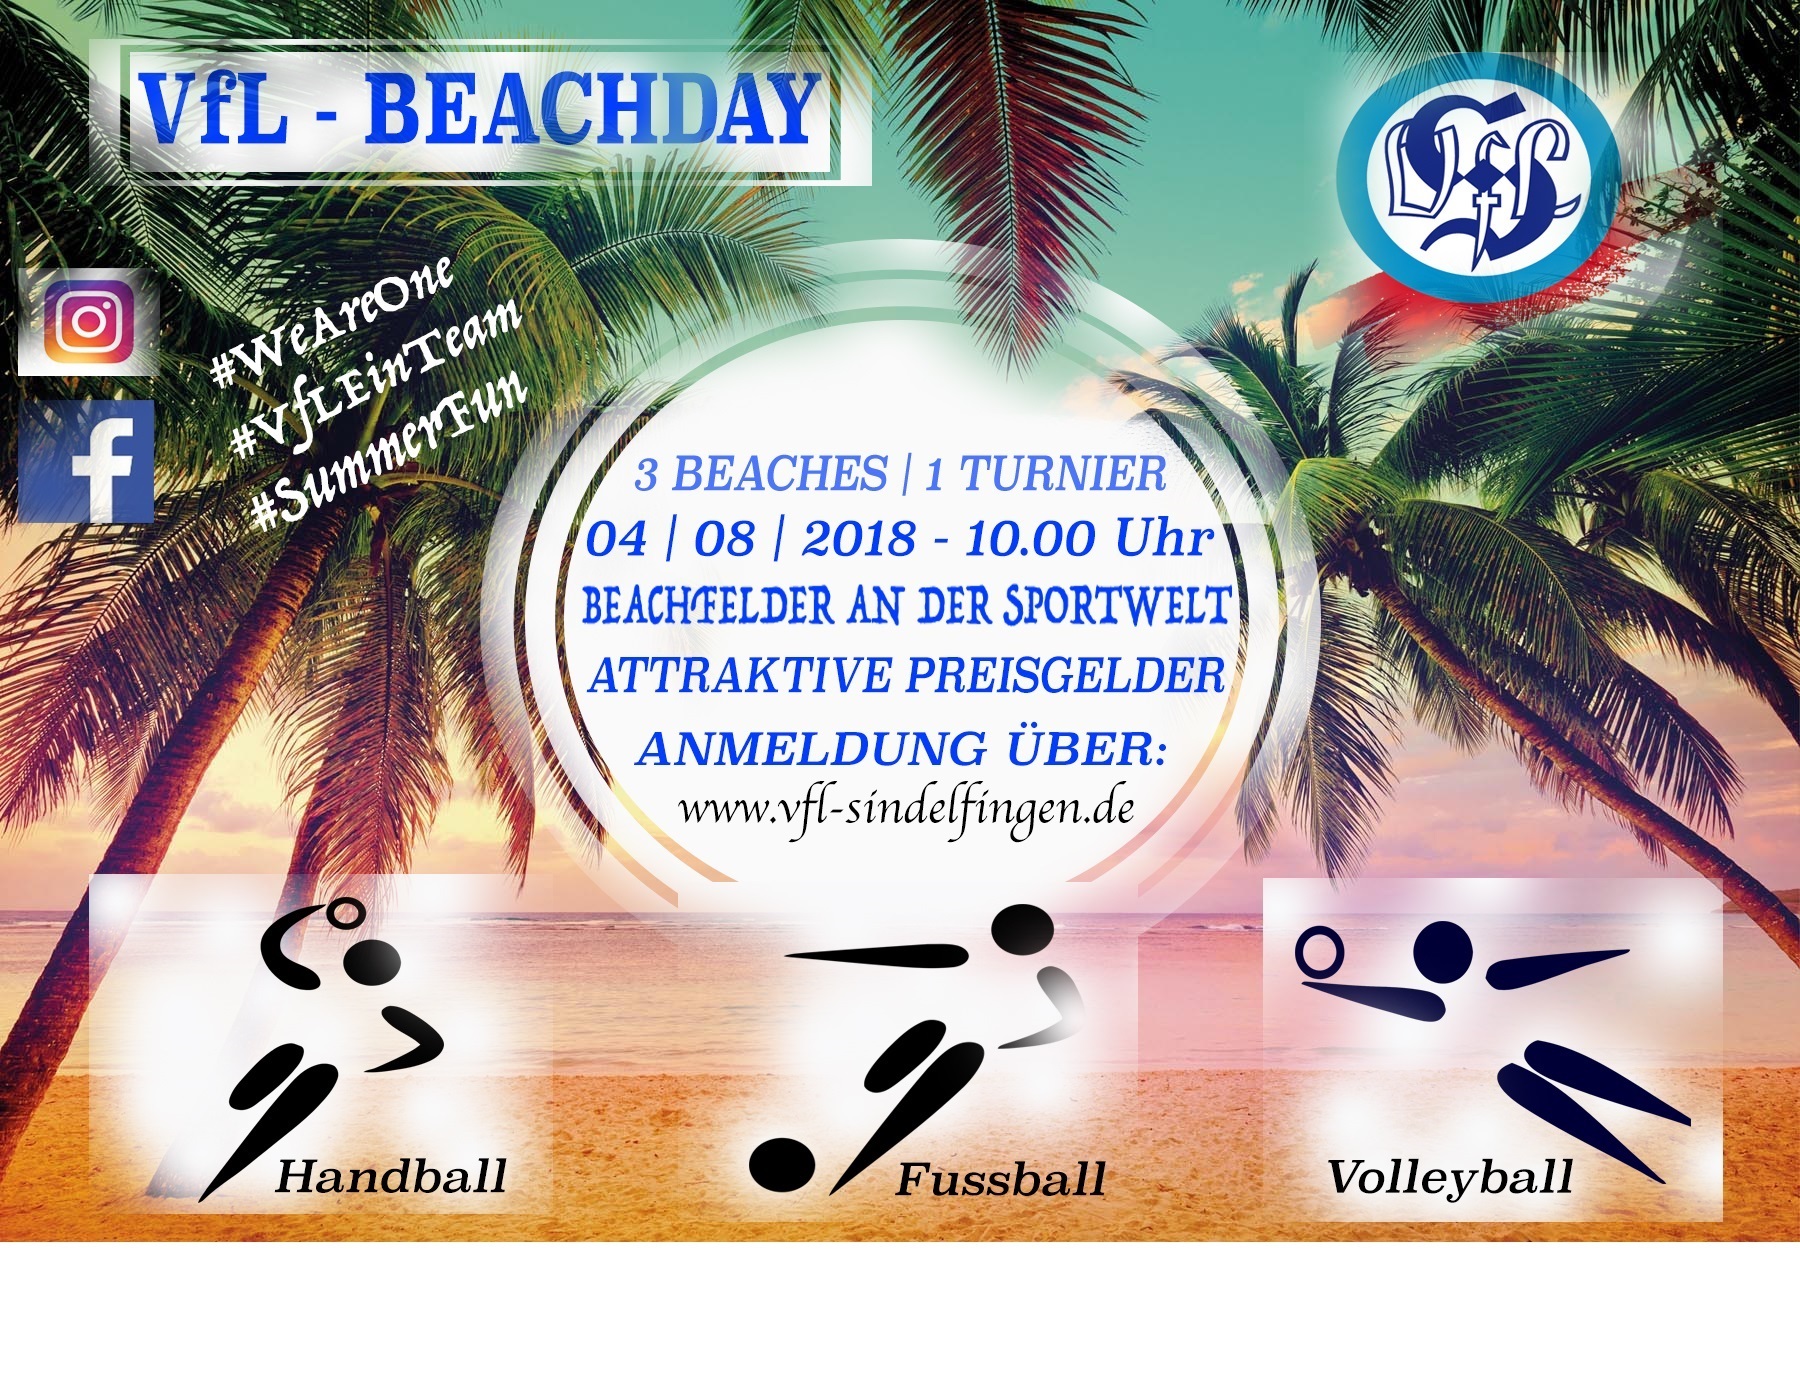 VfL - BEACHDAY
VfL S
#WeAreOne
#VfLEinTeam
#SummerFun
f
3 BEACHES | 1 TURNIER
04 | 08 | 2018 - 10.00 Uhr
BEACHFELDER AN DER SPORTWELT
ATTRAKTIVE PREISGELDER
ANMELDUNG ÜBER:
www.vfl-sindelfingen.de
Handball
Fussball
Volleyball